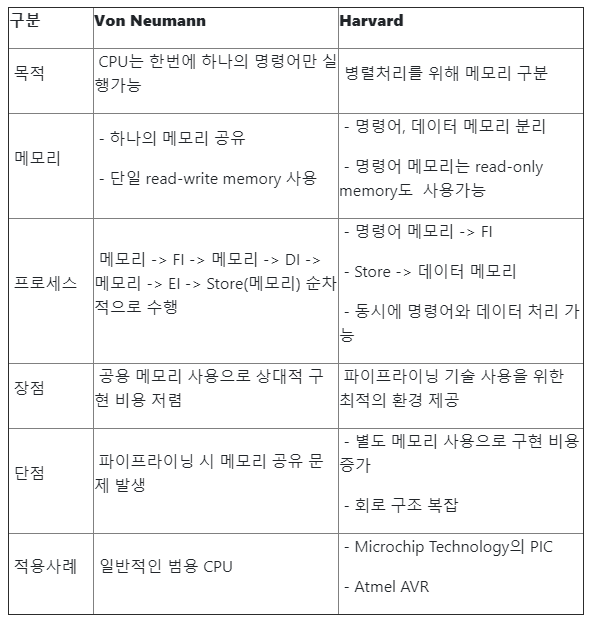 구분
Von Neumann
Harvard
목적
CPU는 한번에 하나의 명령어만 실
행가능
병렬처리를 위해 메모리 구분
메모리
- 하나의 메모리 공유
- 단일 read-write memory 사용
- 명령어, 데이터 메모리 분리
- 명령어 메모리는 read-only
memory도  사용가능
프로세스
메모리 -> FI -> 메모리 -> DI ->
메모리 -> EI -> Store(메모리) 순차
적으로 수행
- 명령어 메모리 -> FI
- Store -> 데이터 메모리
- 동시에 명령어와 데이터 처리 가
능
장점
공용 메모리 사용으로 상대적 구
현 비용 저렴
파이프라이닝 기술 사용을 위한
최적의 환경 제공
단점
파이프라이닝 시 메모리 공유 문
제 발생
- 별도 메모리 사용으로 구현 비용
증가
- 회로 구조 복잡
적용사례
일반적인 범용 CPU
- Microchip Technology의 PIC
- Atmel AVR